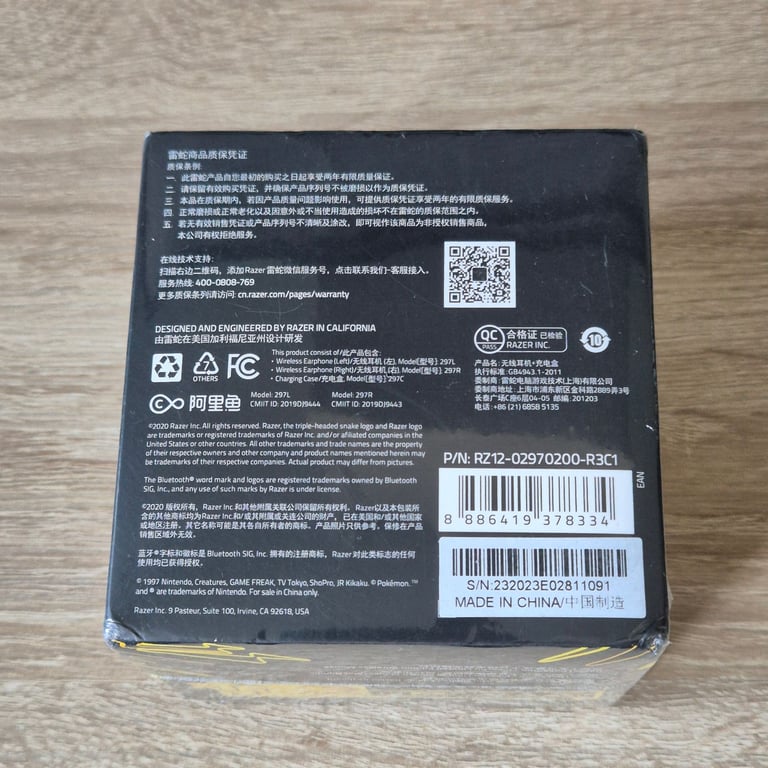 雷蛇商品质保凭证
质保条例:
一. 此雷蛇产品自您最初的购买之日起享受两年有限质量保证。
二. 请保留有效购买凭证，并确保产品序列号不被磨损以作为质保凭证。
三. 本品在质保期内，若因产品质量问题影响使用，可提供质保凭证享受两年的有限质保服务。
四. 正常磨损或正常老化以及因意外或不当使用造成的损坏不在雷蛇的质保范围之内。
五. 若无有效销售凭证或产品序列号不清晰及涂改，即可视作该商品为非授权销售商品，
本公司有权拒绝服务。
在线技术支持:
扫描右边二维码，添加Razer 雷蛇微信服务号，点击联系我们-客服接入。
服务热线: 400-0808-769
更多质保条例请访问: cn.razer.com/pages/warranty
DESIGNED AND ENGINEERED BY RAZER IN CALIFORNIA
由雷蛇在美国加利福尼亚州设计研发
7
OTHERS
FC
This product consist of/此产品包含:
• Wireless Earphone (Left)/无线耳机 (左), Model[型号] 297L
• Wireless Earphone (Right)/无线耳机 (右), Model[型号] 297R
• Charging Case/充电盒, Model[型号] 297C
阿里鱼
Model: 297L
CMIIT ID: 2019DJ9444
Model: 297R
CMIIT ID: 2019DJ9443
QC
PASS
合格证 已检验
RAZER INC.
10
产品名: 无线耳机+充电盒
执行标准: GB4943.1-2011
委制商: 雷蛇电脑游戏技术(上海)有限公司
委制商地址: 上海市浦东新区金科路2889弄3号
长泰广场C座6层04-05 邮编: 201203
电话: +86 (21) 6858 5135
©2020 Razer Inc. All rights reserved. Razer, the triple-headed snake logo and Razer logo
are trademarks or registered trademarks of Razer Inc. and/or affiliated companies in the
United States or other countries. All other trademarks and trade names are the property
of their respective owners and other company and product names mentioned herein may
be trademarks of their respective companies. Actual product may differ from pictures.
The Bluetooth® word mark and logos are registered trademarks owned by Bluetooth
SIG, Inc., and any use of such marks by Razer is under license.
©2020 版权所有，Razer Inc.和其他附属关联公司保留所有权利。Razer以及本包装所
含的其他商标均为Razer Inc.和/或其附属或关连公司的财产，已在美国和/或其他国家
或地区注册。其它名称可能是其各自所有者的商标。产品照片只供参考。保修在产品
销售区域外无效。
蓝牙®字标和徽标是 Bluetooth SIG, Inc. 拥有的注册商标，Razer 对此类标志的任何
使用均已获得授权。
© 1997 Nintendo, Creatures, GAME FREAK, TV Tokyo, ShoPro, JR Kikaku. © Pokémon. ™
and ® are trademarks of Nintendo. For sale in China only.
Razer Inc. 9 Pasteur, Suite 100, Irvine, CA 92618, USA
P/N: RZ12-02970200-R3C1
8 886419 378334
EAN
S/N:232023E02811091
MADE IN CHINA/中国制造